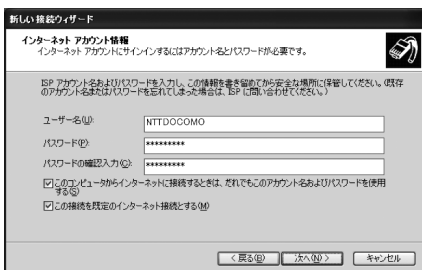 新しい接続ウィザード
インターネット アカウント情報
インターネット アカウントにサインインするにはアカウント名とパスワードが必要です。
ISP アカウント名およびパスワードを入力し、この情報を書き留めてから安全な場所に保管してください。(既存
のアカウント名またはパスワードを忘れてしまった場合は、ISP に問い合わせてください。)
ユーザー名(U):
NTTDOCOMO
パスワード(P):
*********
パスワードの確認入力(C):
*********
このコンピュータからインターネットに接続するときは、だれでもこのアカウント名およびパスワードを使用
する(S)
この接続を既定のインターネット接続とする(M)
< 戻る(B)
次へ(N) >
キャンセル